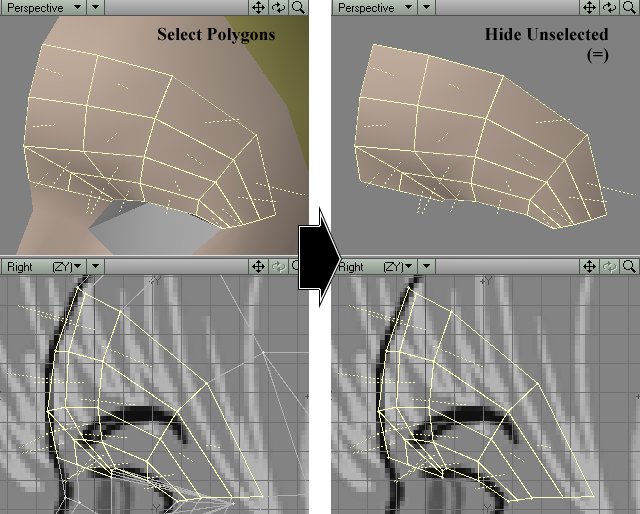 Perspective
Perspective
Select Polygons
Hide Unselected
(=)
Right (ZY)
Right (ZY)
Y
Y